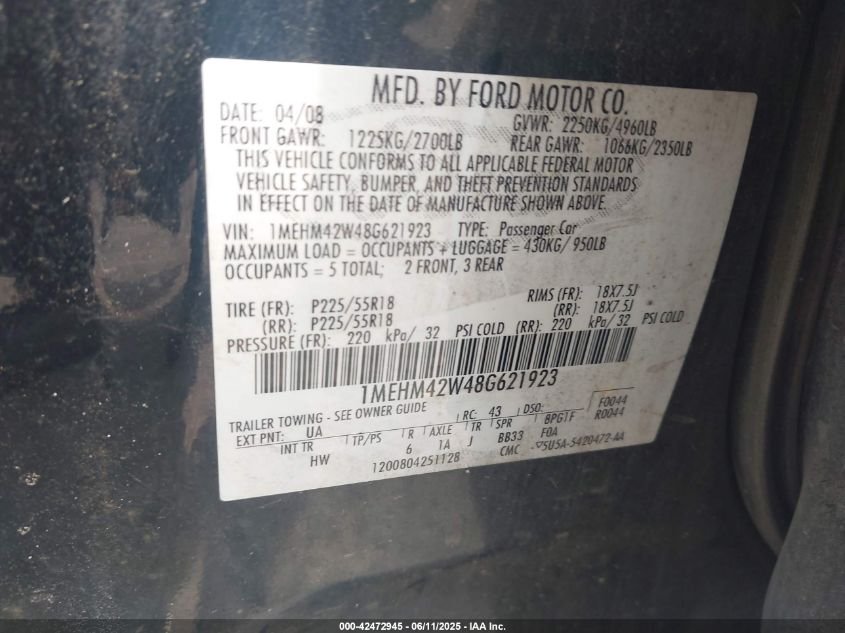 MFD. BY FORD MOTOR CO.
DATE: 04/08 GVWR: 2250KG/4960LB
FRONT GAWR: 1225KG/2700LB REAR GAWR: 1066KG/2350LB
THIS VEHICLE CONFORMS TO ALL APPLICABLE FEDERAL MOTOR
VEHICLE SAFETY, BUMPER, AND THEFT PREVENTION STANDARDS
IN EFFECT ON THE DATE OF MANUFACTURE SHOWN ABOVE.
VIN: 1MEHM42W48G621923 TYPE: Passenger Car
MAXIMUM LOAD = OCCUPANTS + LUGGAGE = 430KG/ 950LB
OCCUPANTS = 5 TOTAL; 2 FRONT, 3 REAR
TIRE (FR): P225/55R18 RIMS (FR): 18X7.5J
(RR): P225/55R18 (RR): 18X7.5J
PRESSURE (FR): 220 kPa/ 32 PSI COLD (RR): 220 kPa/ 32 PSI COLD
1MEHM42W48G621923
TRAILER TOWING - SEE OWNER GUIDE RC: 43 DSO: F0044
EXT PNT: UA R0044
INT TR TP/PS R AXLE TR SPR BPGTF
HW 6 1A J BB33 FOA
1200804251128 CMC -▽5U5A-5420472-AA
000-42472945 - 06/11/2025 - IAA Inc.